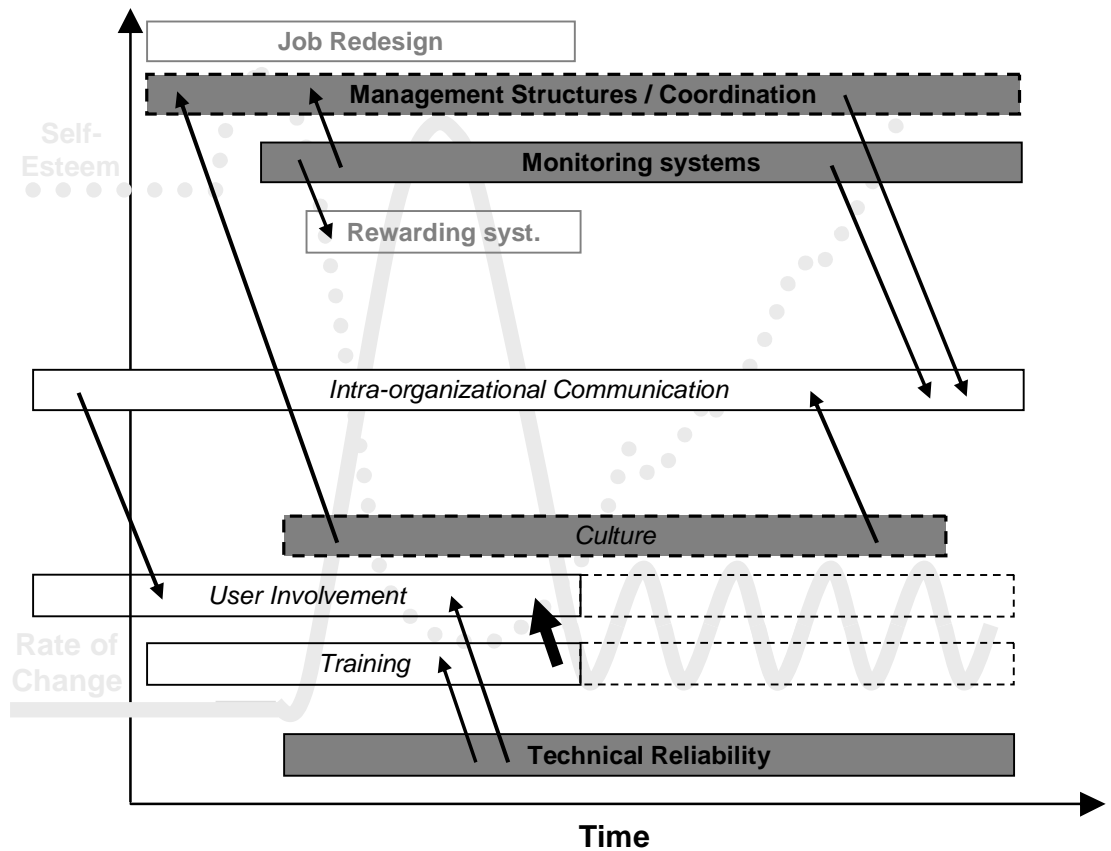 Job Redesign
Management Structures / Coordination
Self-
Esteem
Monitoring systems
Rewarding syst.
Intra-organizational Communication
Culture
User Involvement
Rate of
Change
Training
Technical Reliability
Time